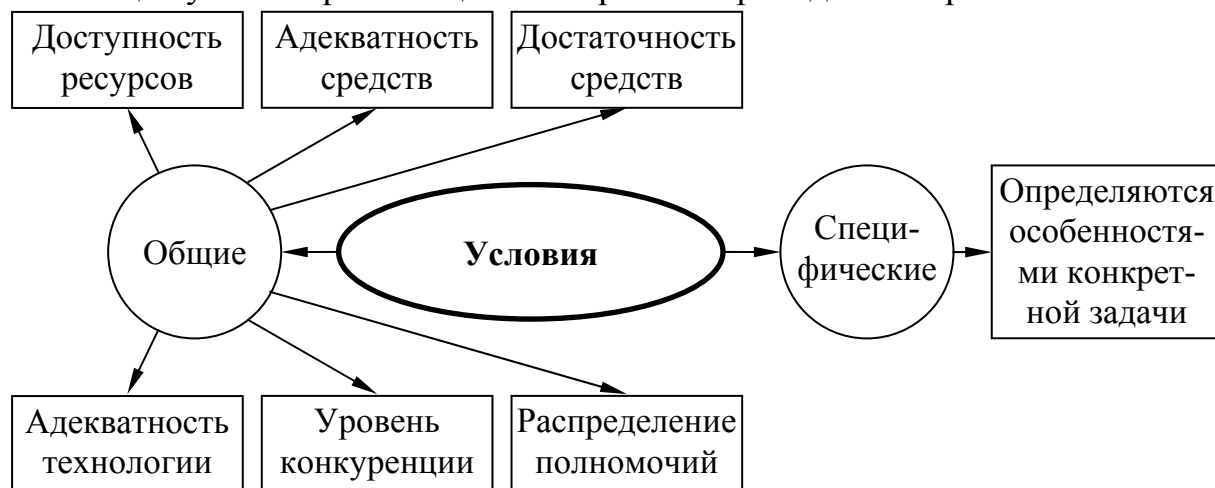 Доступность
ресурсов
Адекватность
средств
Достаточность
средств
Общие
Условия
Специ-
фические
Определяются
особенностя-
ми конкрет-
ной задачи
Адекватность
технологии
Уровень
конкуренции
Распределение
полномочий